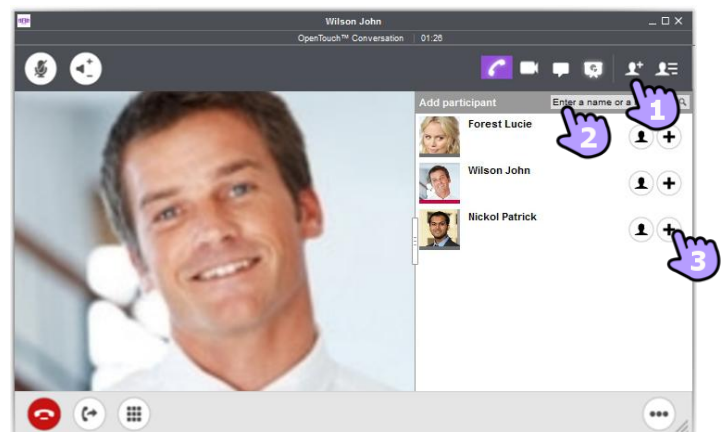 Wilson John
OpenTouch™ Conversation 01:26
Add participant Enter a name or a
1
2
Forest Lucie
Wilson John
Nickol Patrick
3